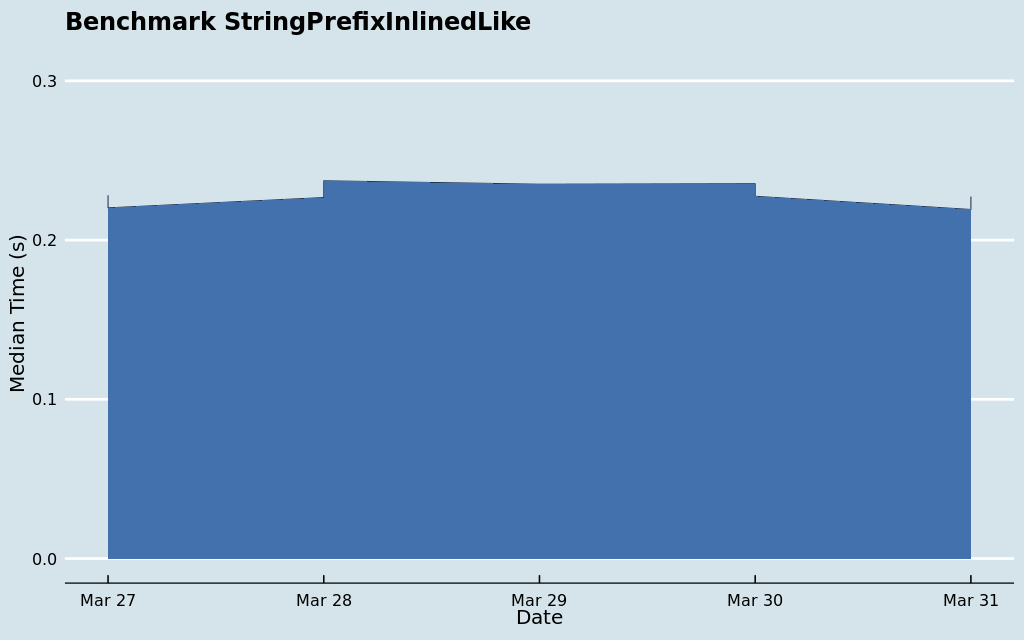 Benchmark StringPrefixInlinedLike
Median Time (s)
0.3
0.2
0.1
0.0
Mar 27
Mar 28
Mar 29
Mar 30
Mar 31
Date